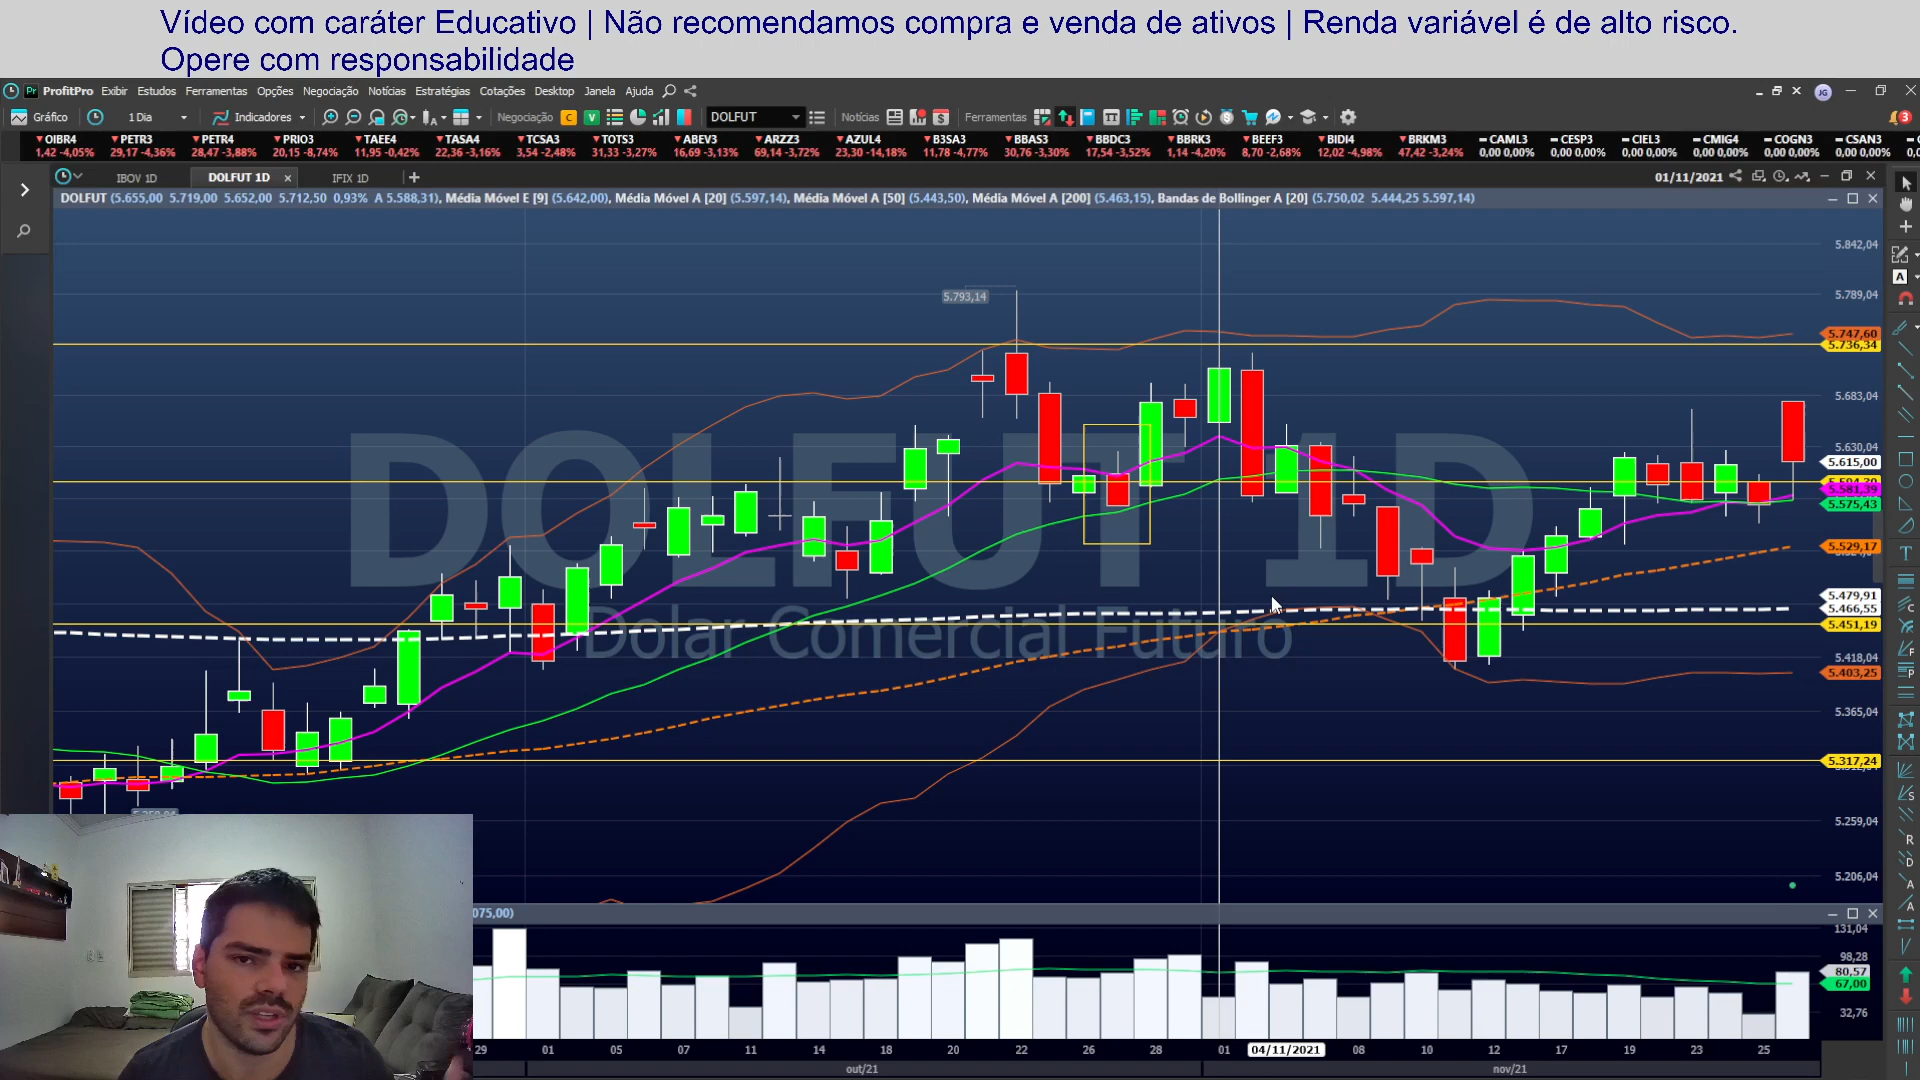 Vídeo com caráter Educativo | Não recomendamos compra e venda de ativos | Renda variável é de alto risco.
Opere com responsabilidade
ProfitPro Exibir Estudos Ferramentas Opções Negociação Notícias Estratégias Cotações Desktop Janela Ajuda JG
Gráfico 1 Dia Indicadores Negociação C V DOLFUT Notícias Ferramentas 3
OIBR4 PETR3 PETR4 PRIO3 TAEE4 TASA4 TCSA3 TOTS3 ABEV3 ARZZ3 AZUL4 B3SA3 BBAS3 BBDC3 BBRK3 BEEF3 BIDI4 BRKM3 CAML3 CESP3 CIEL3 CMIG4 COGN3 CSAN3
1,42 -4,05% 29,17 -4,36% 28,47 -3,88% 20,15 -8,74% 11,95 -0,42% 22,36 -3,16% 3,54 -2,48% 31,33 -3,27% 16,69 -3,13% 69,14 -3,72% 23,30 -14,18% 11,78 -4,77% 30,76 -3,30% 17,54 -3,52% 1,14 -4,20% 8,70 -2,68% 12,02 -4,98% 47,42 -3,24% 0,00 0,00% 0,00 0,00% 0,00 0,00% 0,00 0,00% 0,00 0,00% 0,00 0,00%
IBOV 1D DOLFUT 1D IFIX 1D 01/11/2021
DOLFUT (5.655,00 5.719,00 5.652,00 5.712,50 0,93% A 5.588,31), Média Móvel E [9] (5.642,00), Média Móvel A [20] (5.597,14), Média Móvel A [50] (5.443,50), Média Móvel A [200] (5.463,15), Bandas de Bollinger A [20] (5.750,02 5.444,25 5.597,14)
5.842,04
5.793,14
5.789,04
5.747,60
5.736,34
5.683,04
5.630,04
5.615,00
5.581,39
5.575,43
DOLFUT 1D
5.529,17
5.479,91
5.466,55
5.451,19
Dolar Comercial Futuro
5.418,04
5.403,25
5.365,04
5.317,24
5.259,04
5.206,04
075,00)
131,04
98,28
80,57
67,00
32,76
29 01 05 07 11 14 18 20 22 26 28 01 04/11/2021 08 10 12 17 19 23 25
out/21 nov/21